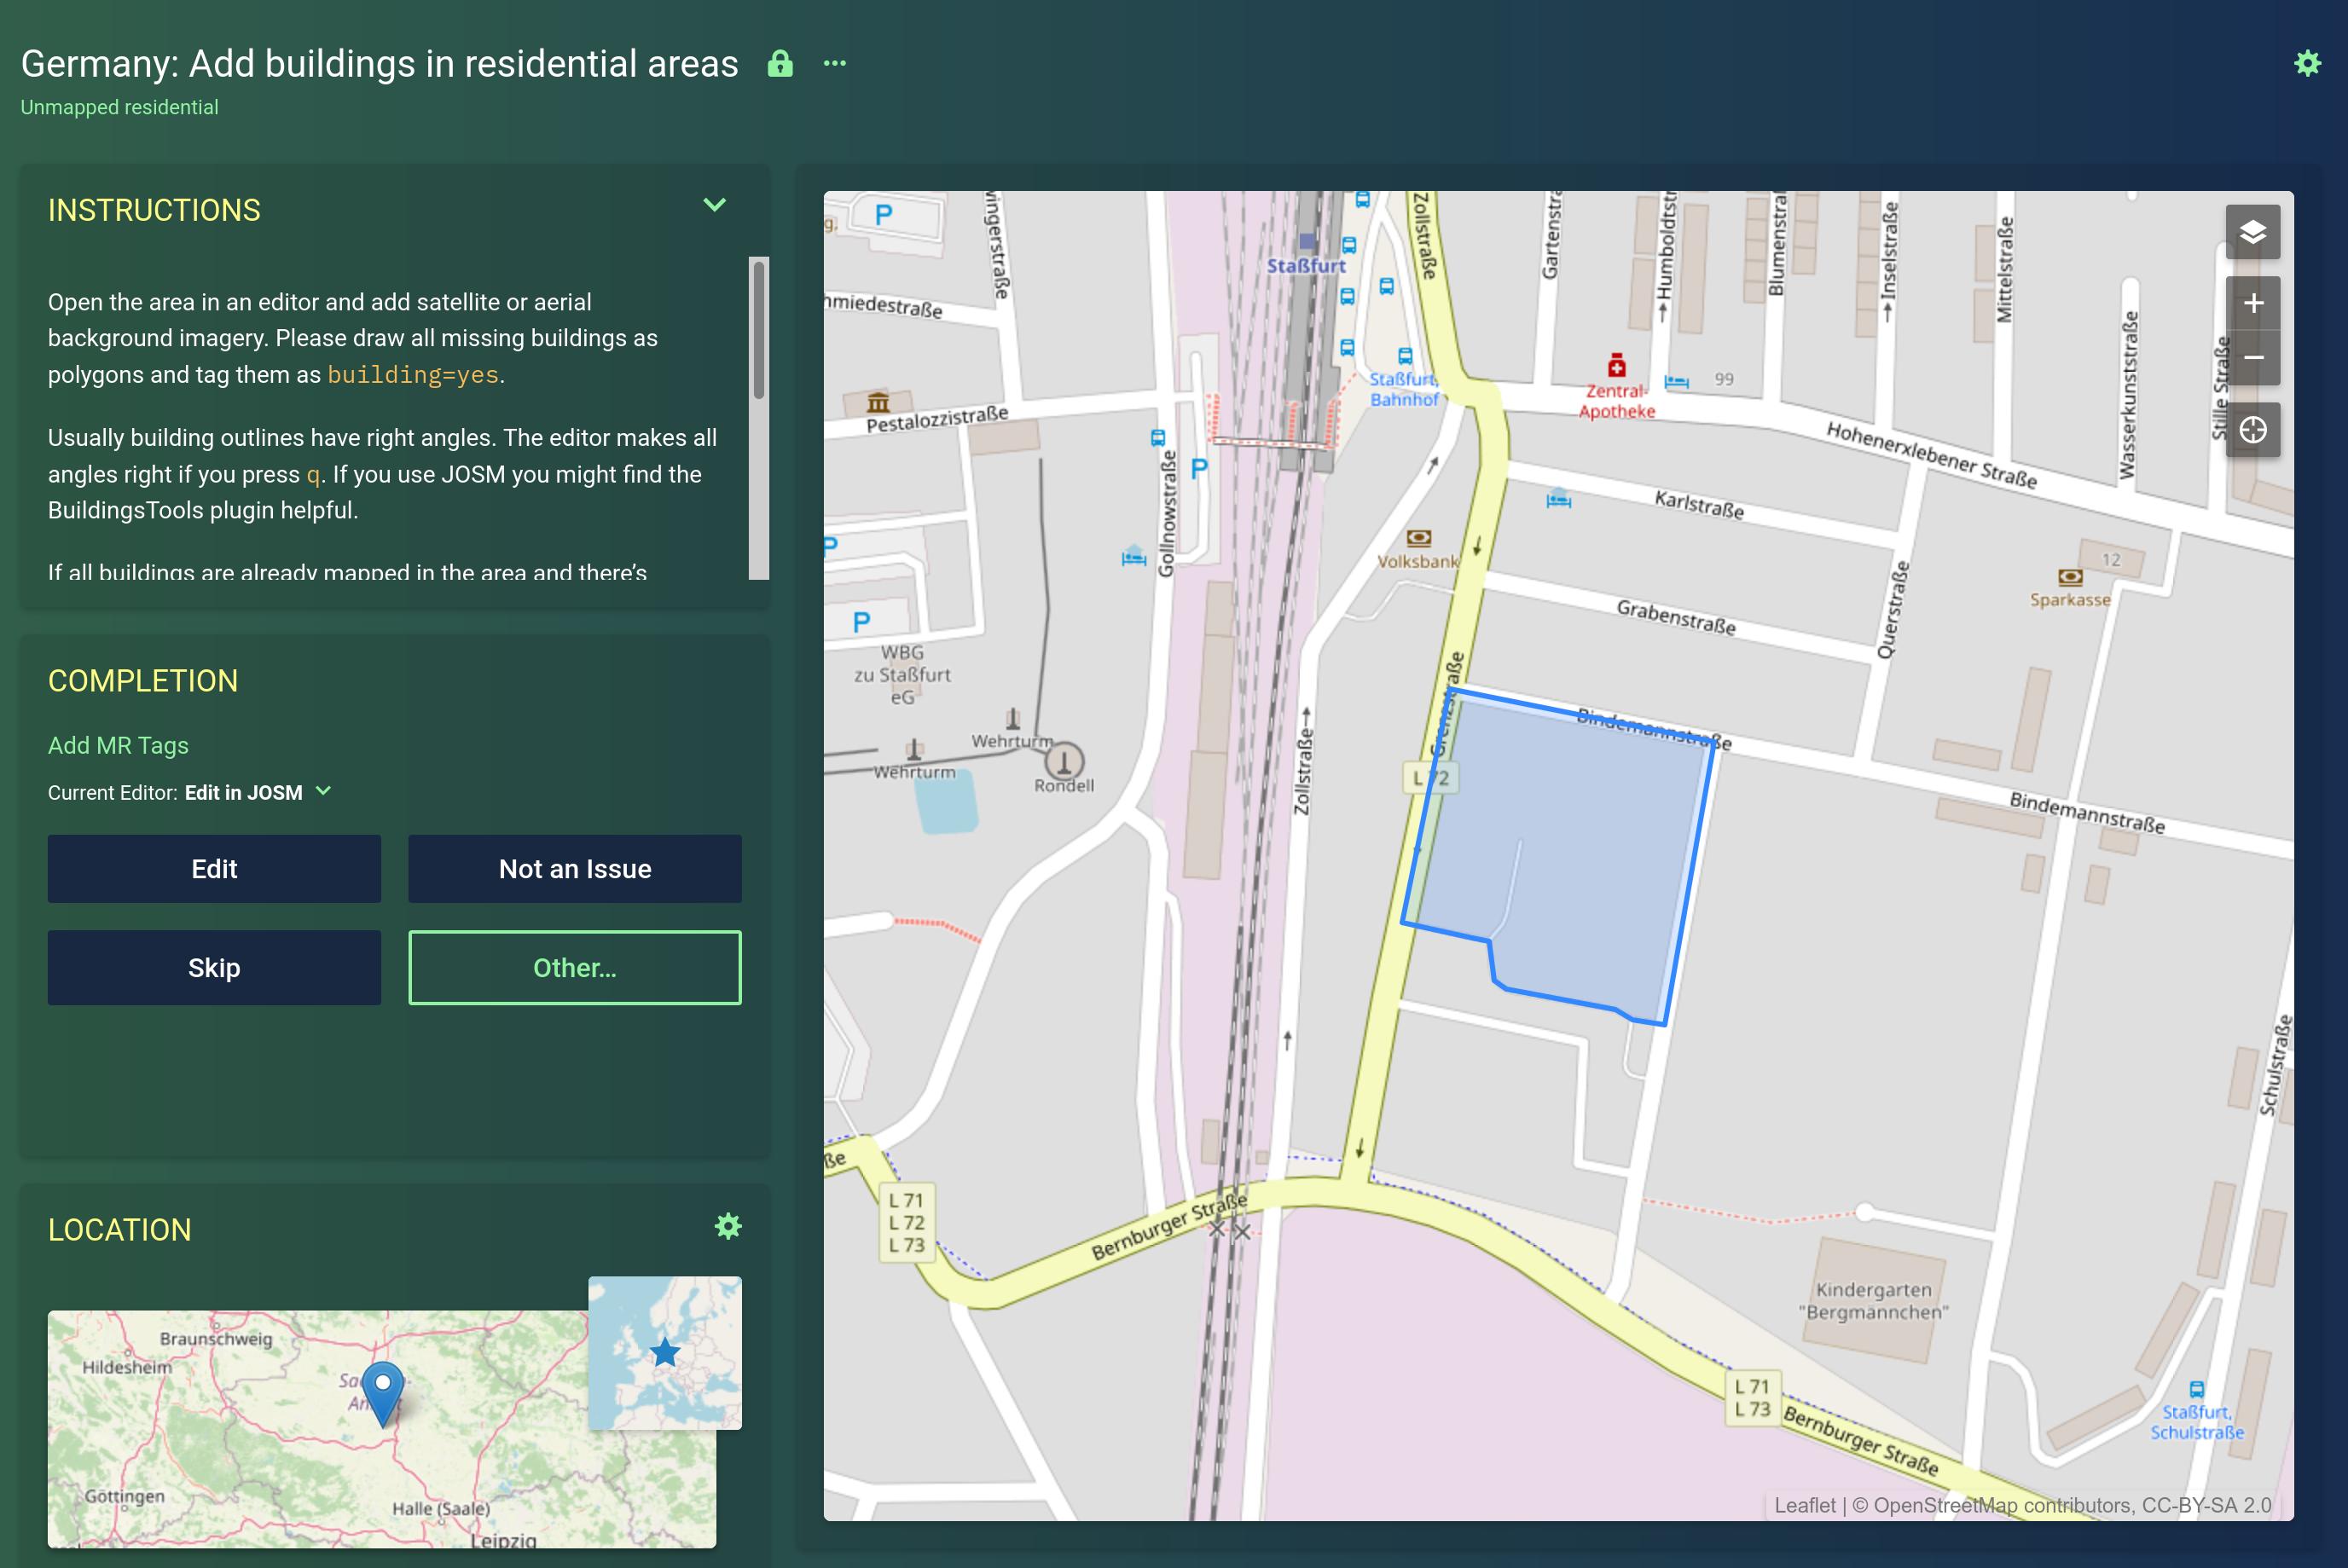 Germany: Add buildings in residential areas
Unmapped residential
INSTRUCTIONS
Open the area in an editor and add satellite or aerial
background imagery. Please draw all missing buildings as
polygons and tag them as building=yes.
Usually building outlines have right angles. The editor makes all
angles right if you press q. If you use JOSM you might find the
BuildingsTools plugin helpful.
If all buildings are already mapped in the area and there's
COMPLETION
Add MR Tags
Current Editor: Edit in JOSM
Edit
Not an Issue
Skip
Other...
LOCATION
Braunschweig
Hildesheim
Göttingen
Halle (Saale)
Leipzig
P
Staßfurt
Zollstraße
Blumenstraße
Inselstraße
Mittelstraße
Staßfurt,
Bahnhof
Zentral-
Apotheke
99
Pestalozzistraße
Hohenerxlebener Straße
Wasserkunststraße
Stille Straße
P
Gollnowstraße
Karlstraße
Volksbank
P
12
Sparkasse
Grabenstraße
Querstraße
P
WBG
zu Staßfurt
eG
Grenzstraße
Bindemannstraße
Wehrturm
Wehrturm
Rondell
L 72
Zollstraße
Bindemannstraße
Schulstraße
L 71
L 72
L 73
Bernburger Straße
Kindergarten
"Bergmannchen"
L 71
L 73
Bernburger Straße
Staßfurt,
Schulstraße
Leaflet | © OpenStreetMap contributors, CC-BY-SA 2.0